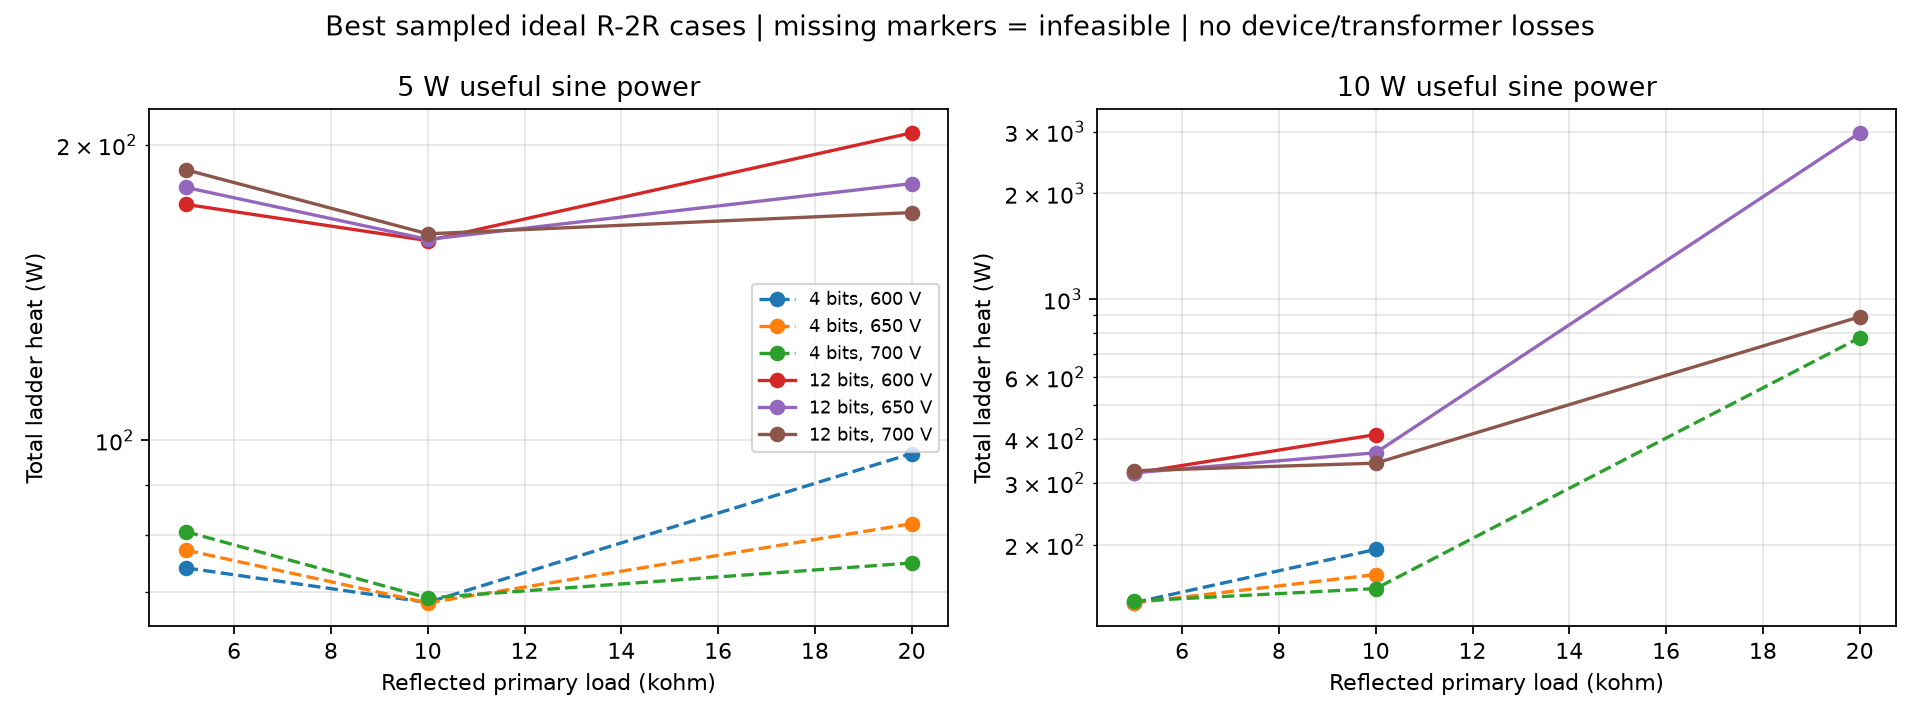 Best sampled ideal R-2R cases | missing markers = infeasible | no device/transformer losses
5 W useful sine power
Total ladder heat (W)
2 × 10²
10²
6 8 10 12 14 16 18 20
Reflected primary load (kohm)
4 bits, 600 V
4 bits, 650 V
4 bits, 700 V
12 bits, 600 V
12 bits, 650 V
12 bits, 700 V
10 W useful sine power
Total ladder heat (W)
3 × 10³
2 × 10³
10³
6 × 10²
4 × 10²
3 × 10²
2 × 10²
6 8 10 12 14 16 18 20
Reflected primary load (kohm)